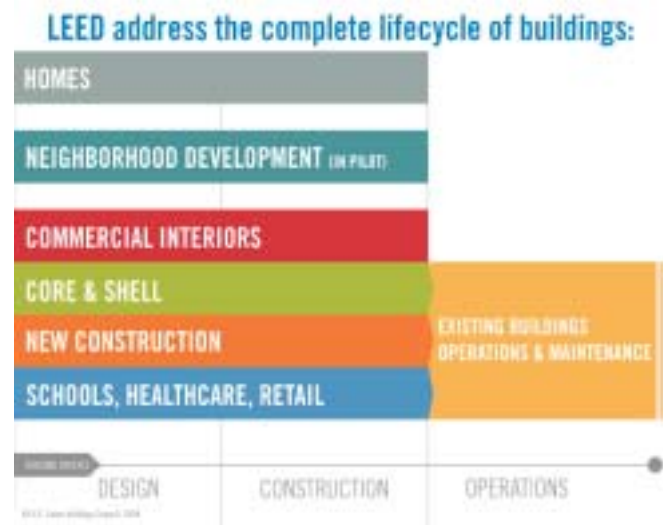 LEED address the complete lifecycle of buildings:
HOMES
NEIGHBORHOOD DEVELOPMENT (IN PILOT)
COMMERCIAL INTERIORS
CORE & SHELL
NEW CONSTRUCTION
SCHOOLS, HEALTHCARE, RETAIL
EXISTING BUILDINGS
OPERATIONS & MAINTENANCE
DESIGN
CONSTRUCTION
OPERATIONS